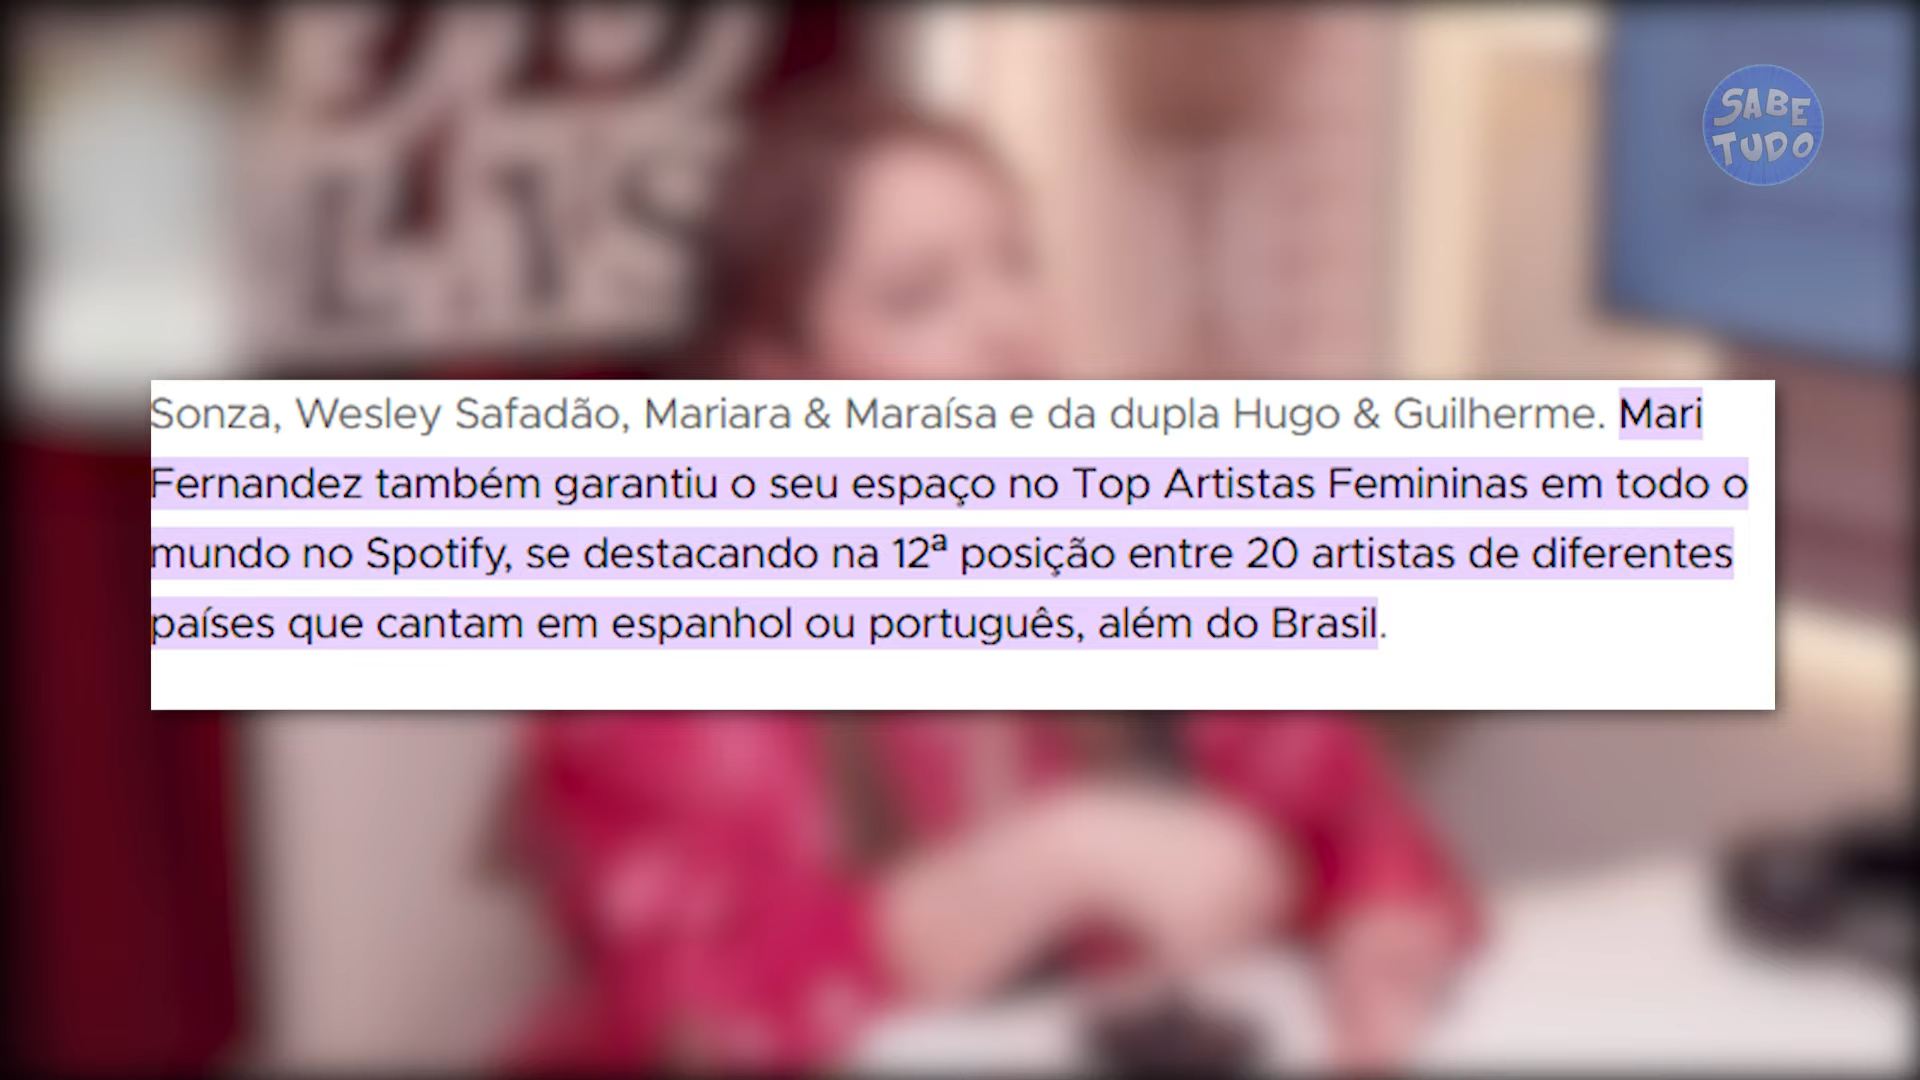 SABE
TUDO
Sonza, Wesley Safadão, Mariara & Maraísa e da dupla Hugo & Guilherme. Mari
Fernandez também garantiu o seu espaço no Top Artistas Femininas em todo o
mundo no Spotify, se destacando na 12ª posição entre 20 artistas de diferentes
países que cantam em espanhol ou português, além do Brasil.